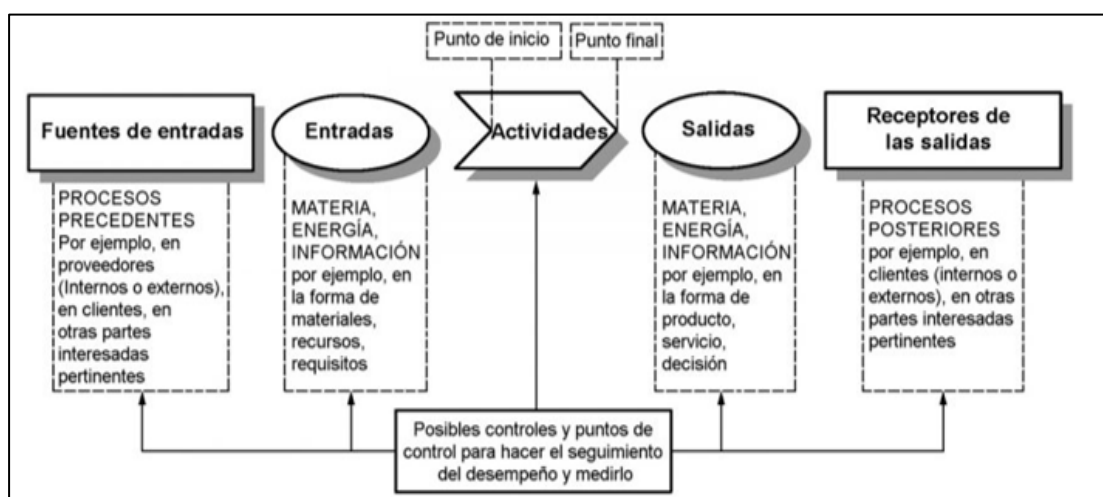 Punto de inicio
Punto final
Fuentes de entradas
Entradas
Actividades
Salidas
Receptores de
las salidas
PROCESOS
PRECEDENTES
Por ejemplo, en
proveedores
(Internos o externos),
en clientes, en
otras partes
interesadas
pertinentes
MATERIA,
ENERGÍA,
INFORMACIÓN
por ejemplo, en
la forma de
materiales,
recursos,
requisitos
MATERIA,
ENERGÍA,
INFORMACIÓN
por ejemplo, en
la forma de
producto,
servicio,
decisión
PROCESOS
POSTERIORES
por ejemplo, en
clientes (internos o
externos), en otras
partes interesadas
pertinentes
Posibles controles y puntos de
control para hacer el seguimiento
del desempeño y medirlo